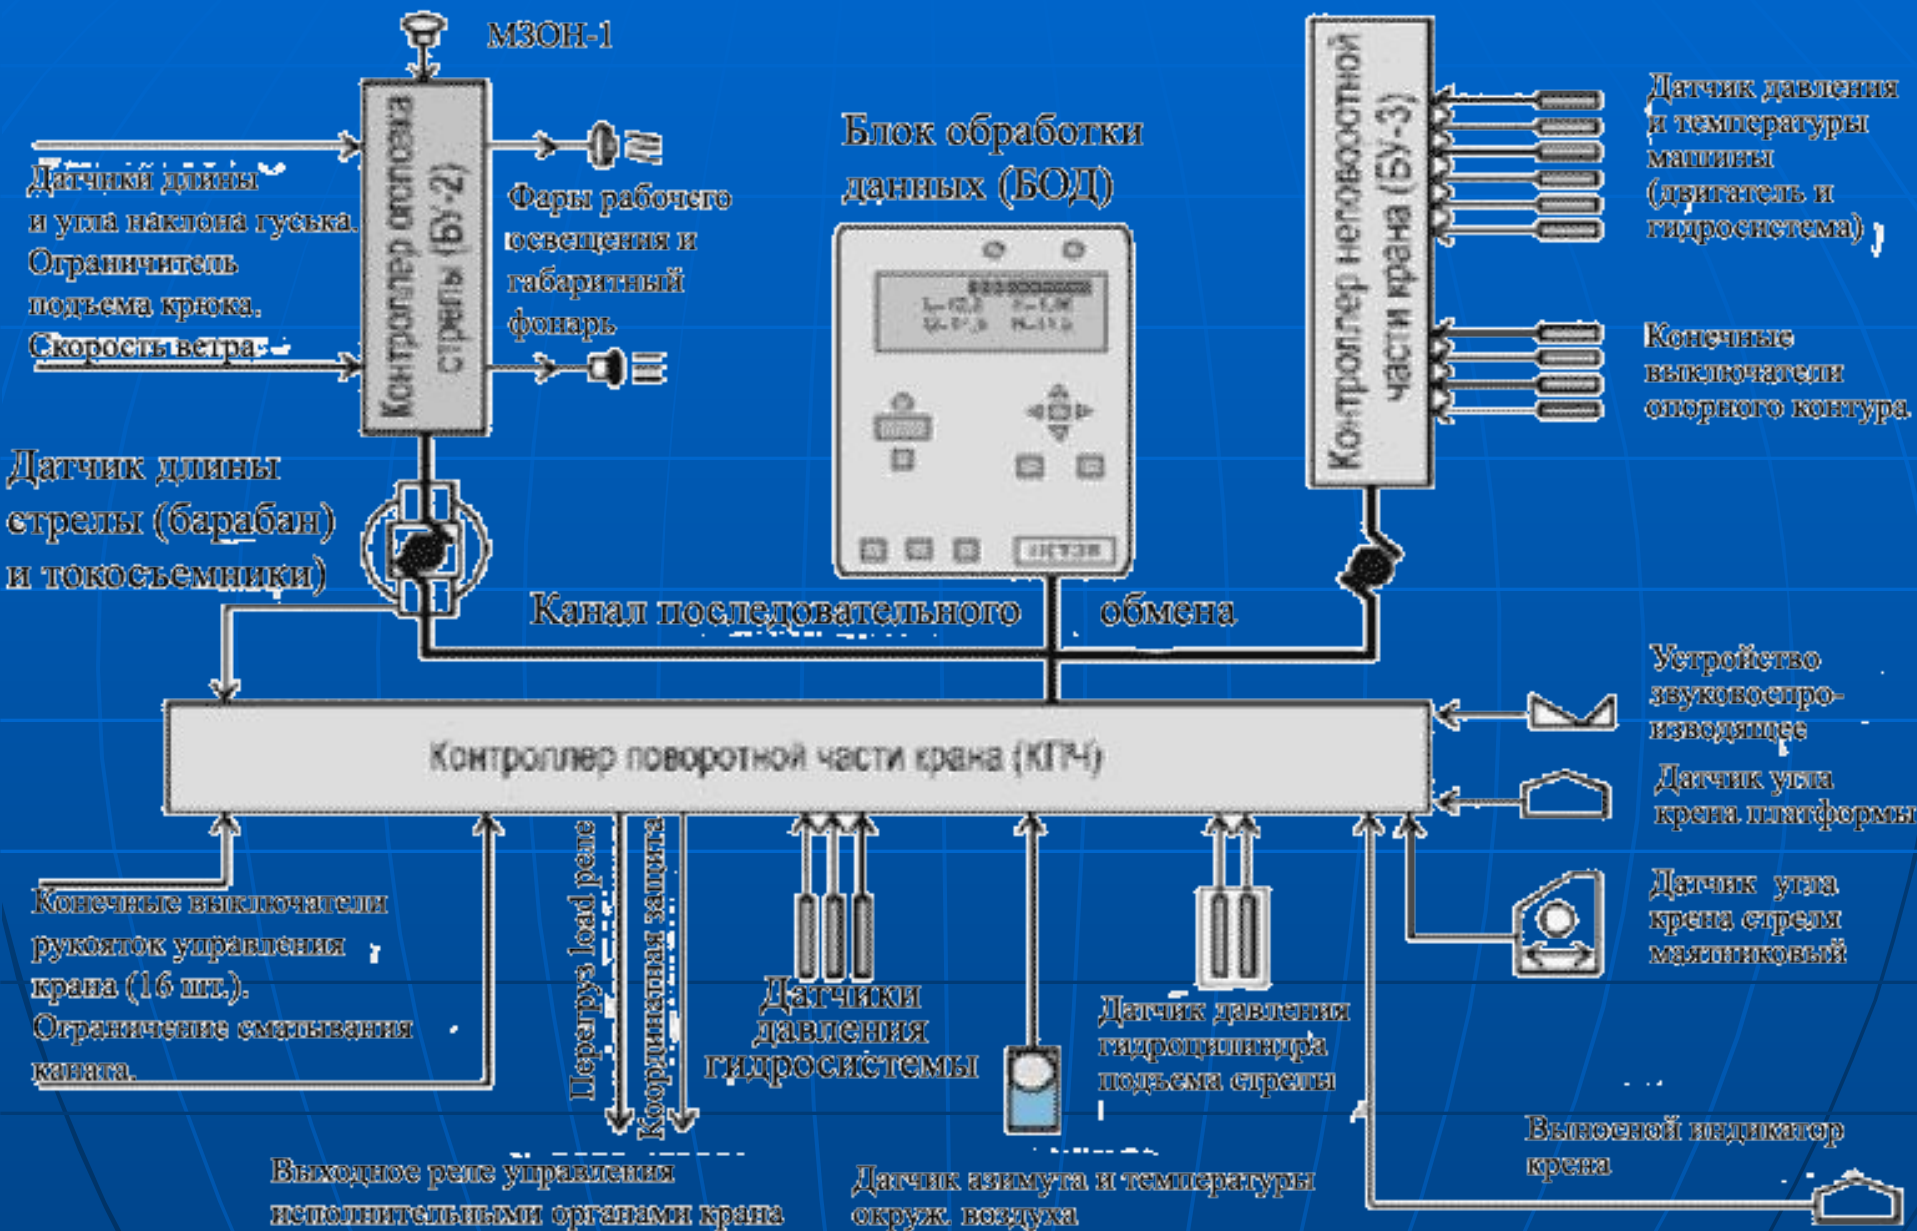 МЗОН-1
Контроллер оголовка
стрелы (БУ-2)
Датчики длины
и угла наклона гуська.
Ограничитель
подъема крюка.
Скорость ветра
Фары рабочего
освещения и
габаритный
фонарь
Блок обработки
данных (БОД)
Контроллер неповоротной
части крана (БУ-3)
Датчик давления
и температуры
машины
(двигатель и
гидросистема)
Конечные
выключатели
опорного контура
Датчик длины
стрелы (барабан)
и токосъемники)
Канал последовательного обмена
Контроллер поворотной части крана (КПЧ)
Устройство
звуковоспро-
изводящее
Датчик угла
крена платформы
Датчик угла
крена стреля
маятниковый
Конечные выключатели
рукояток управления
крана (16 шт.).
Ограничение сматывания
каната.
Перегруз load реле
Координатная защита
Датчики
давления
гидросистемы
Датчик давления
гидроцилиндра
подъема стрелы
Выносной индикатор
крена
Выходное реле управления
исполнительными органами крана
Датчик азимута и температуры
окруж. воздуха